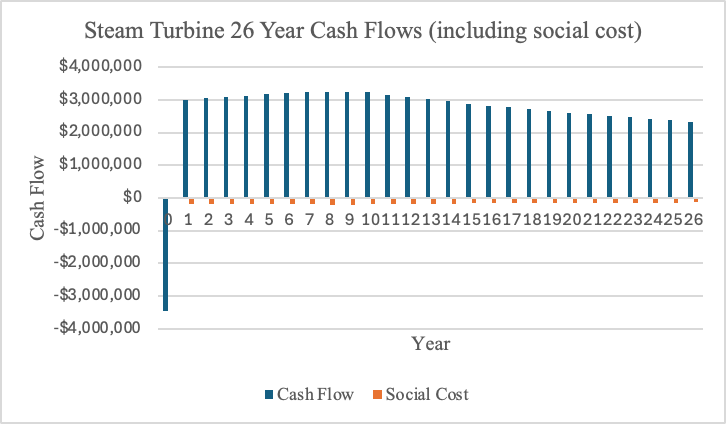 Steam Turbine 26 Year Cash Flows (including social cost)
$4,000,000
$3,000,000
$2,000,000
$1,000,000
$0
-$1,000,000
-$2,000,000
-$3,000,000
-$4,000,000
Cash Flow
0 1 2 3 4 5 6 7 8 9 10 11 12 13 14 15 16 17 18 19 20 21 22 23 24 25 26
Year
Cash Flow Social Cost